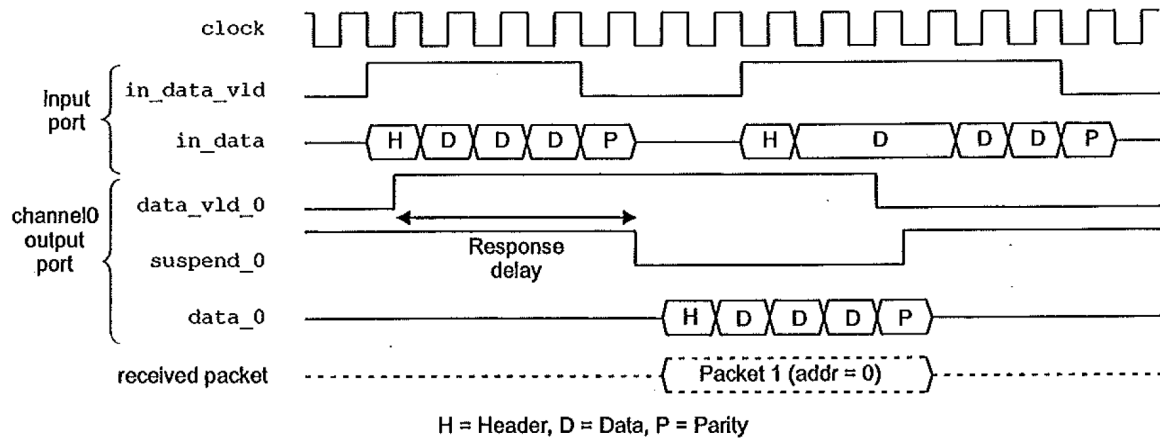 clock
Input
port
in_data_vld
in_data
H D D D P H D D D P
channel0
output
port
data_vld_0
Response
delay
suspend_0
data_0
H D D D P
received packet
Packet 1 (addr = 0)
H = Header, D = Data, P = Parity